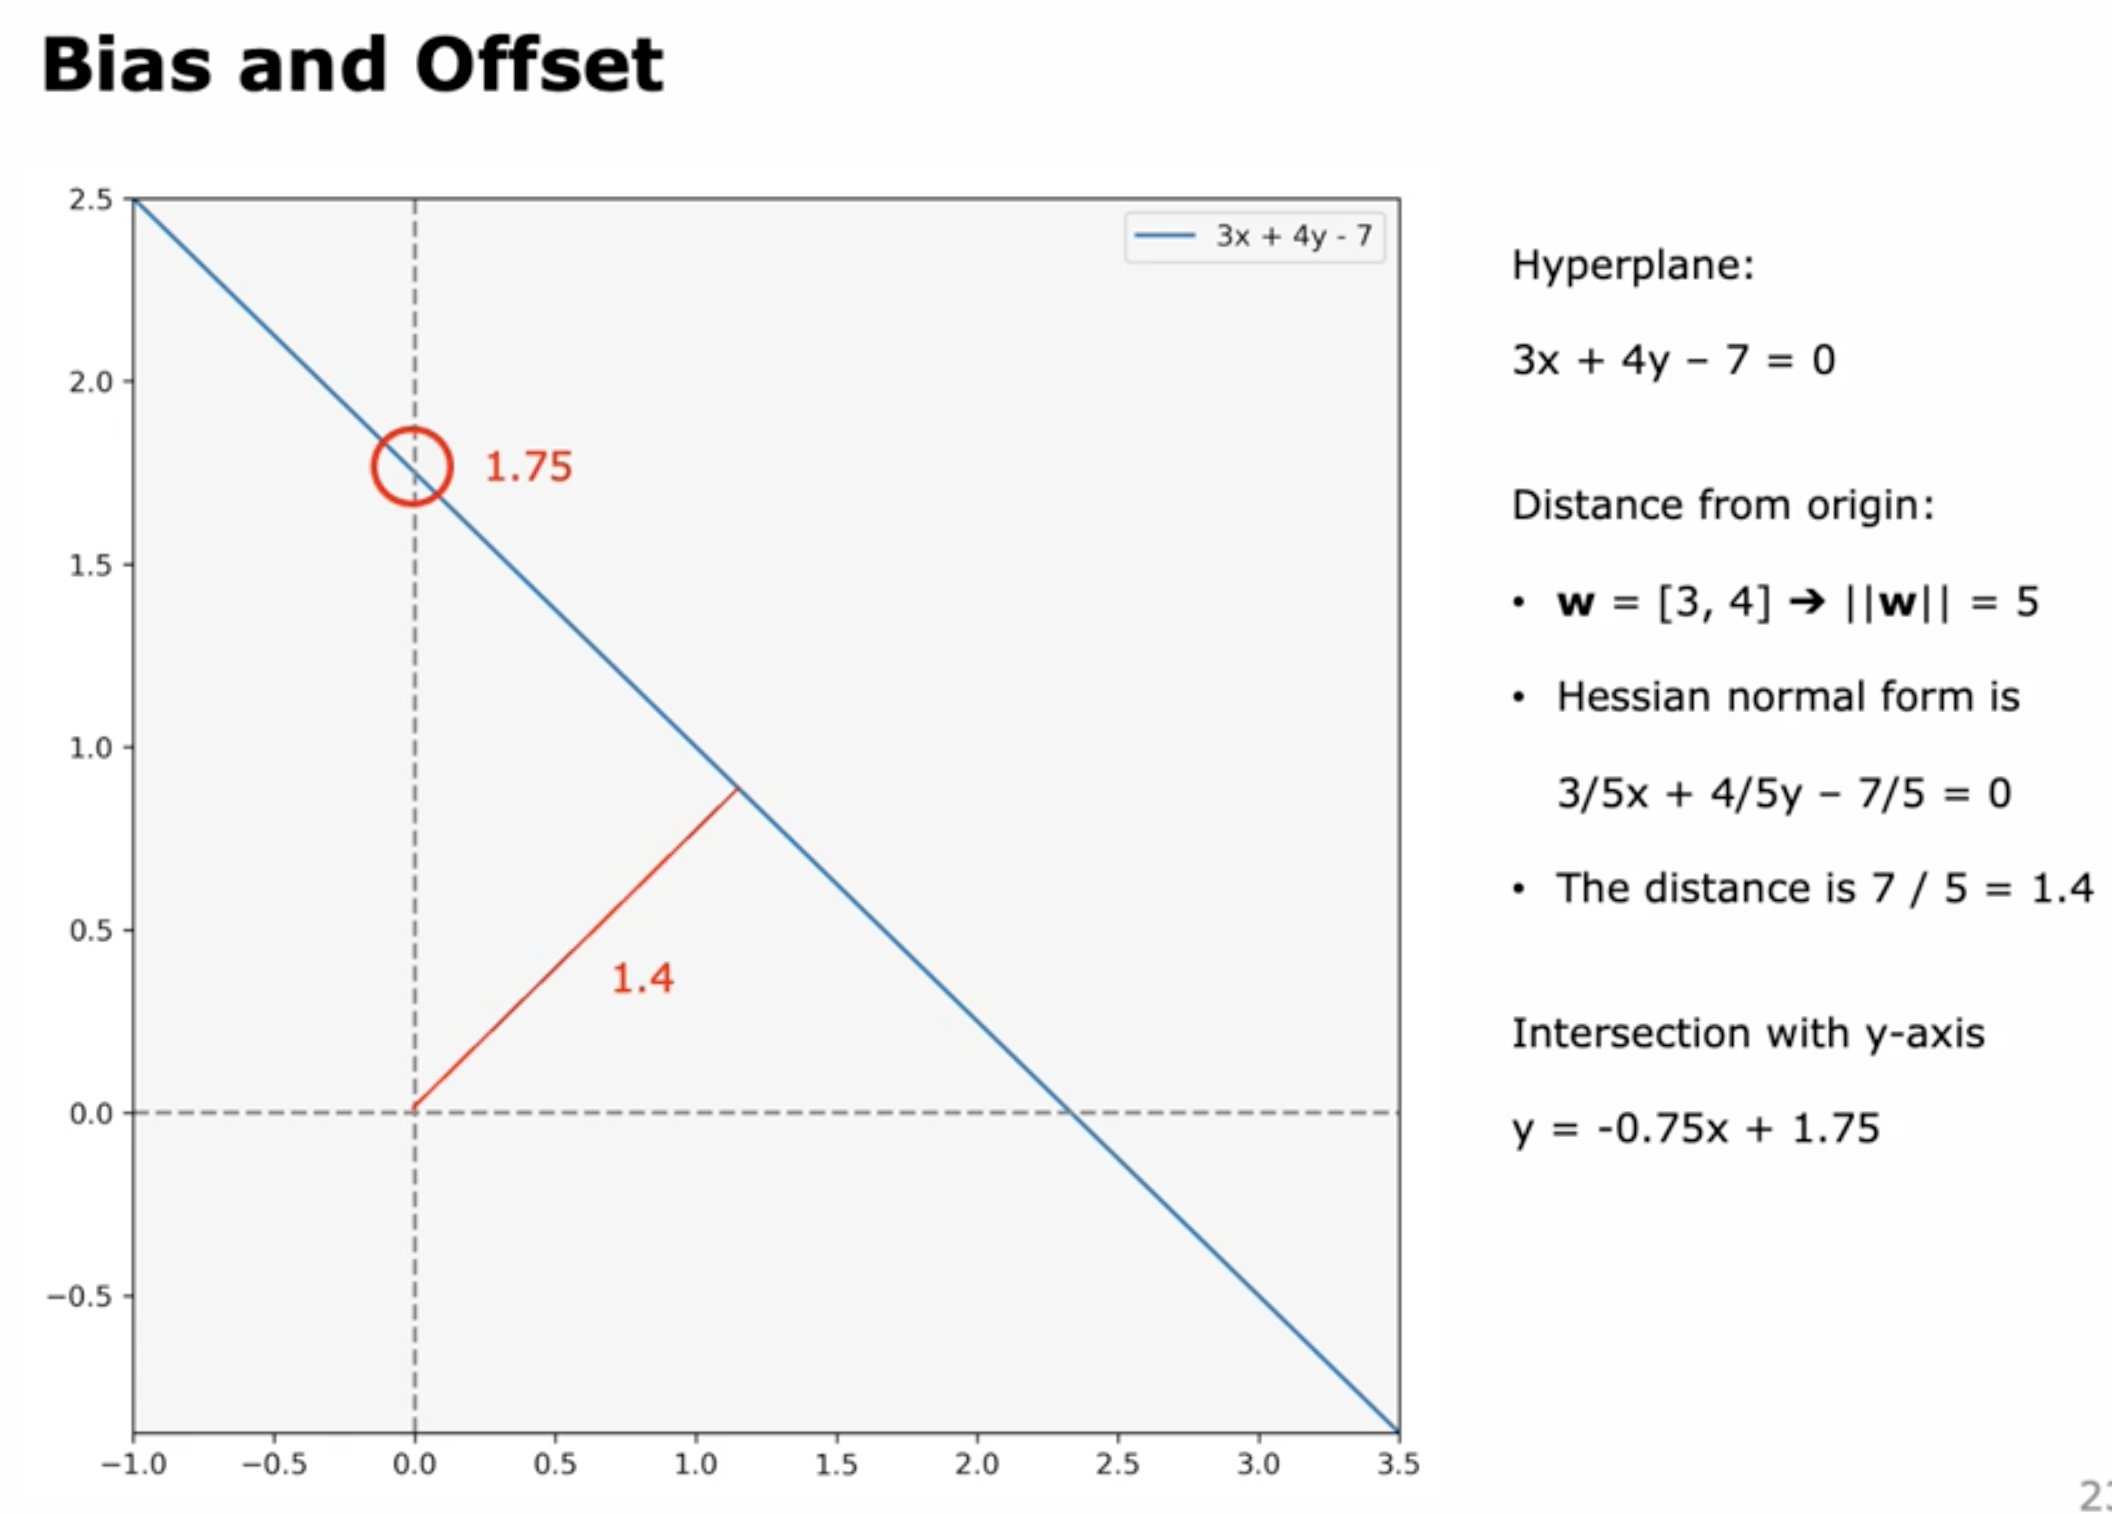 Bias and Offset
2.5
2.0
1.5
1.0
0.5
0.0
−0.5
−1.0
−0.5
0.0
0.5
1.0
1.5
2.0
2.5
3.0
3.5
3x + 4y - 7
1.75
1.4
Hyperplane:
3x + 4y – 7 = 0
Distance from origin:
• w = [3, 4] ➔ ||w|| = 5
• Hessian normal form is
3/5x + 4/5y – 7/5 = 0
• The distance is 7 / 5 = 1.4
Intersection with y-axis
y = -0.75x + 1.75